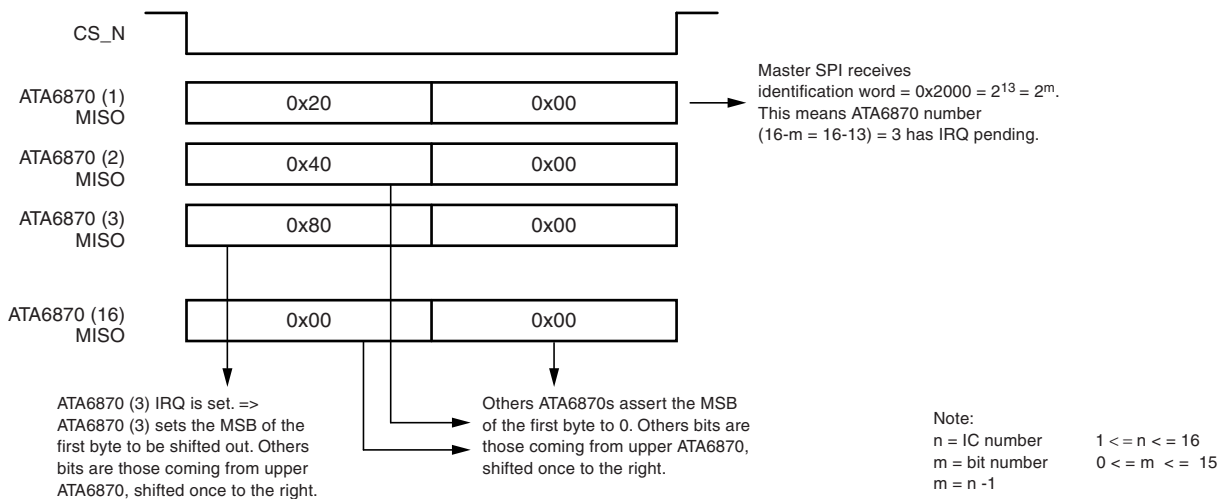 CS_N
ATA6870 (1)
MISO
0x20
0x00
Master SPI receives
identification word = 0x2000 = 2¹³ = 2ᵐ.
This means ATA6870 number
(16-m = 16-13) = 3 has IRQ pending.
ATA6870 (2)
MISO
0x40
0x00
ATA6870 (3)
MISO
0x80
0x00
ATA6870 (16)
MISO
0x00
0x00
ATA6870 (3) IRQ is set. =>
ATA6870 (3) sets the MSB of the
first byte to be shifted out. Others
bits are those coming from upper
ATA6870, shifted once to the right.
Others ATA6870s assert the MSB
of the first byte to 0. Others bits are
those coming from upper ATA6870,
shifted once to the right.
Note:
n = IC number 1 <= n <= 16
m = bit number 0 <= m <= 15
m = n -1